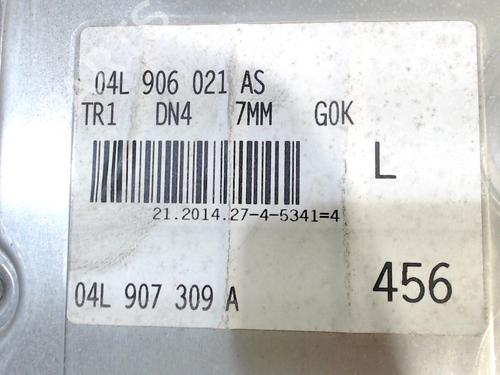 04L 906 021 AS
TR1 DN4 7MM G0K
L
21.2014.27-4-5341=4
04L 907 309 A
456